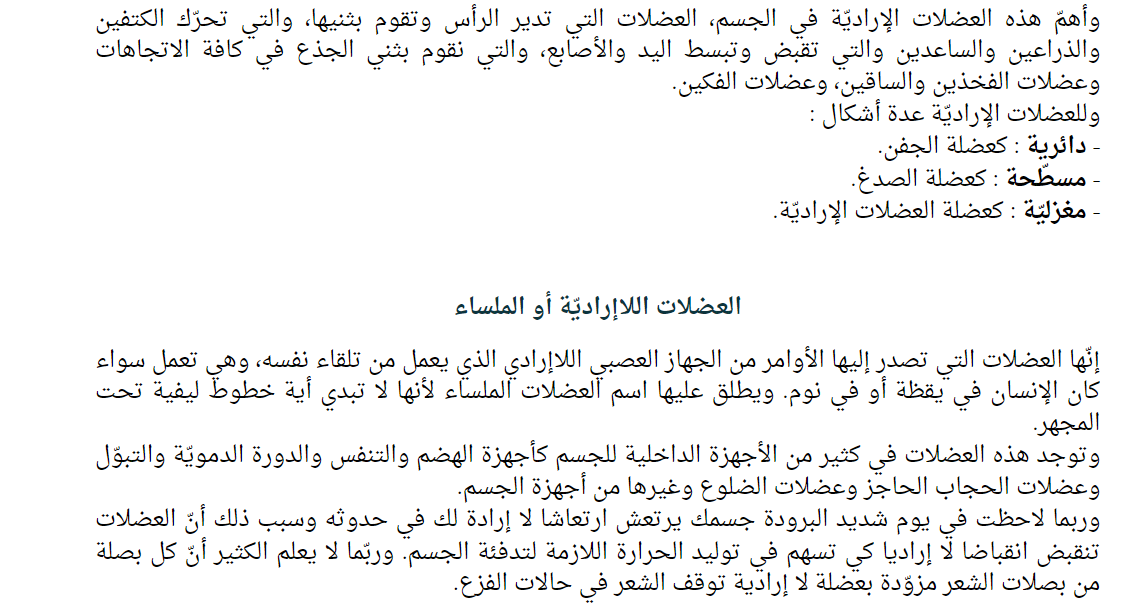 وأهمّ هذه العضلات الإراديّة في الجسم، العضلات التي تدير الرأس وتقوم بثنيها، والتي تحرّك الكتفين
والذراعين والساعدين والتي تقبض وتبسط اليد والأصابع، والتي نقوم بثني الجذع في كافة الاتجاهات
وعضلات الفخذين والساقين، وعضلات الفكين.
وللعضلات الإراديّة عدة أشكال :
- دائرية : كعضلة الجفن.
- مسطّحة : كعضلة الصدغ.
- مغزليّة : كعضلة العضلات الإراديّة.
العضلات اللاإراديّة أو الملساء
إنّها العضلات التي تصدر إليها الأوامر من الجهاز العصبي اللاإرادي الذي يعمل من تلقاء نفسه، وهي تعمل سواء
كان الإنسان في يقظة أو في نوم. ويطلق عليها اسم العضلات الملساء لأنها لا تبدي أية خطوط ليفية تحت
المجهر.
وتوجد هذه العضلات في كثير من الأجهزة الداخلية للجسم كأجهزة الهضم والتنفس والدورة الدمويّة والتبوّل
وعضلات الحجاب الحاجز وعضلات الضلوع وغيرها من أجهزة الجسم.
وربما لاحظت في يوم شديد البرودة جسمك يرتعش ارتعاشا لا إرادة لك في حدوثه وسبب ذلك أنّ العضلات
تنقبض انقباضا لا إراديا كي تسهم في توليد الحرارة اللازمة لتدفئة الجسم. وربّما لا يعلم الكثير أنّ كل بصلة
من بصلات الشعر مزوّدة بعضلة لا إرادية توقف الشعر في حالات الفزع.